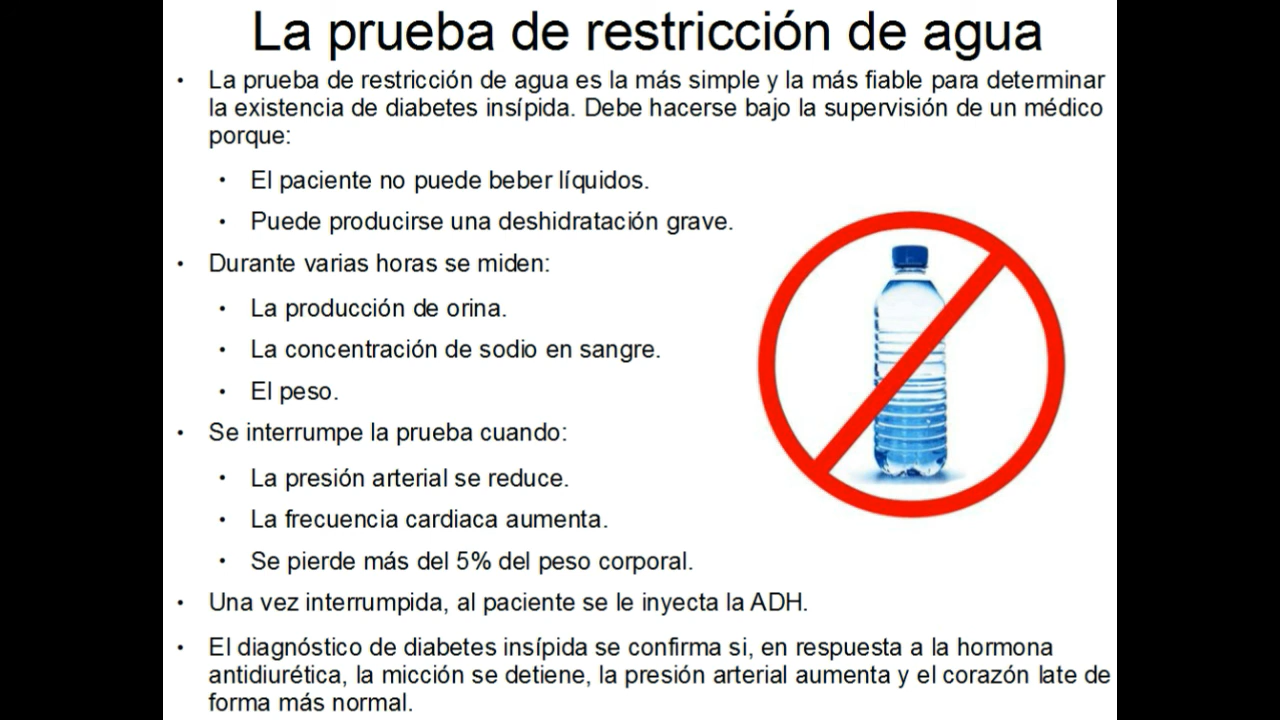 La prueba de restricción de agua
• La prueba de restricción de agua es la más simple y la más fiable para determinar
la existencia de diabetes insípida. Debe hacerse bajo la supervisión de un médico
porque:
• El paciente no puede beber líquidos.
• Puede producirse una deshidratación grave.
• Durante varias horas se miden:
• La producción de orina.
• La concentración de sodio en sangre.
• El peso.
• Se interrumpe la prueba cuando:
• La presión arterial se reduce.
• La frecuencia cardiaca aumenta.
• Se pierde más del 5% del peso corporal.
• Una vez interrumpida, al paciente se le inyecta la ADH.
• El diagnóstico de diabetes insípida se confirma si, en respuesta a la hormona
antidiurética, la micción se detiene, la presión arterial aumenta y el corazón late de
forma más normal.